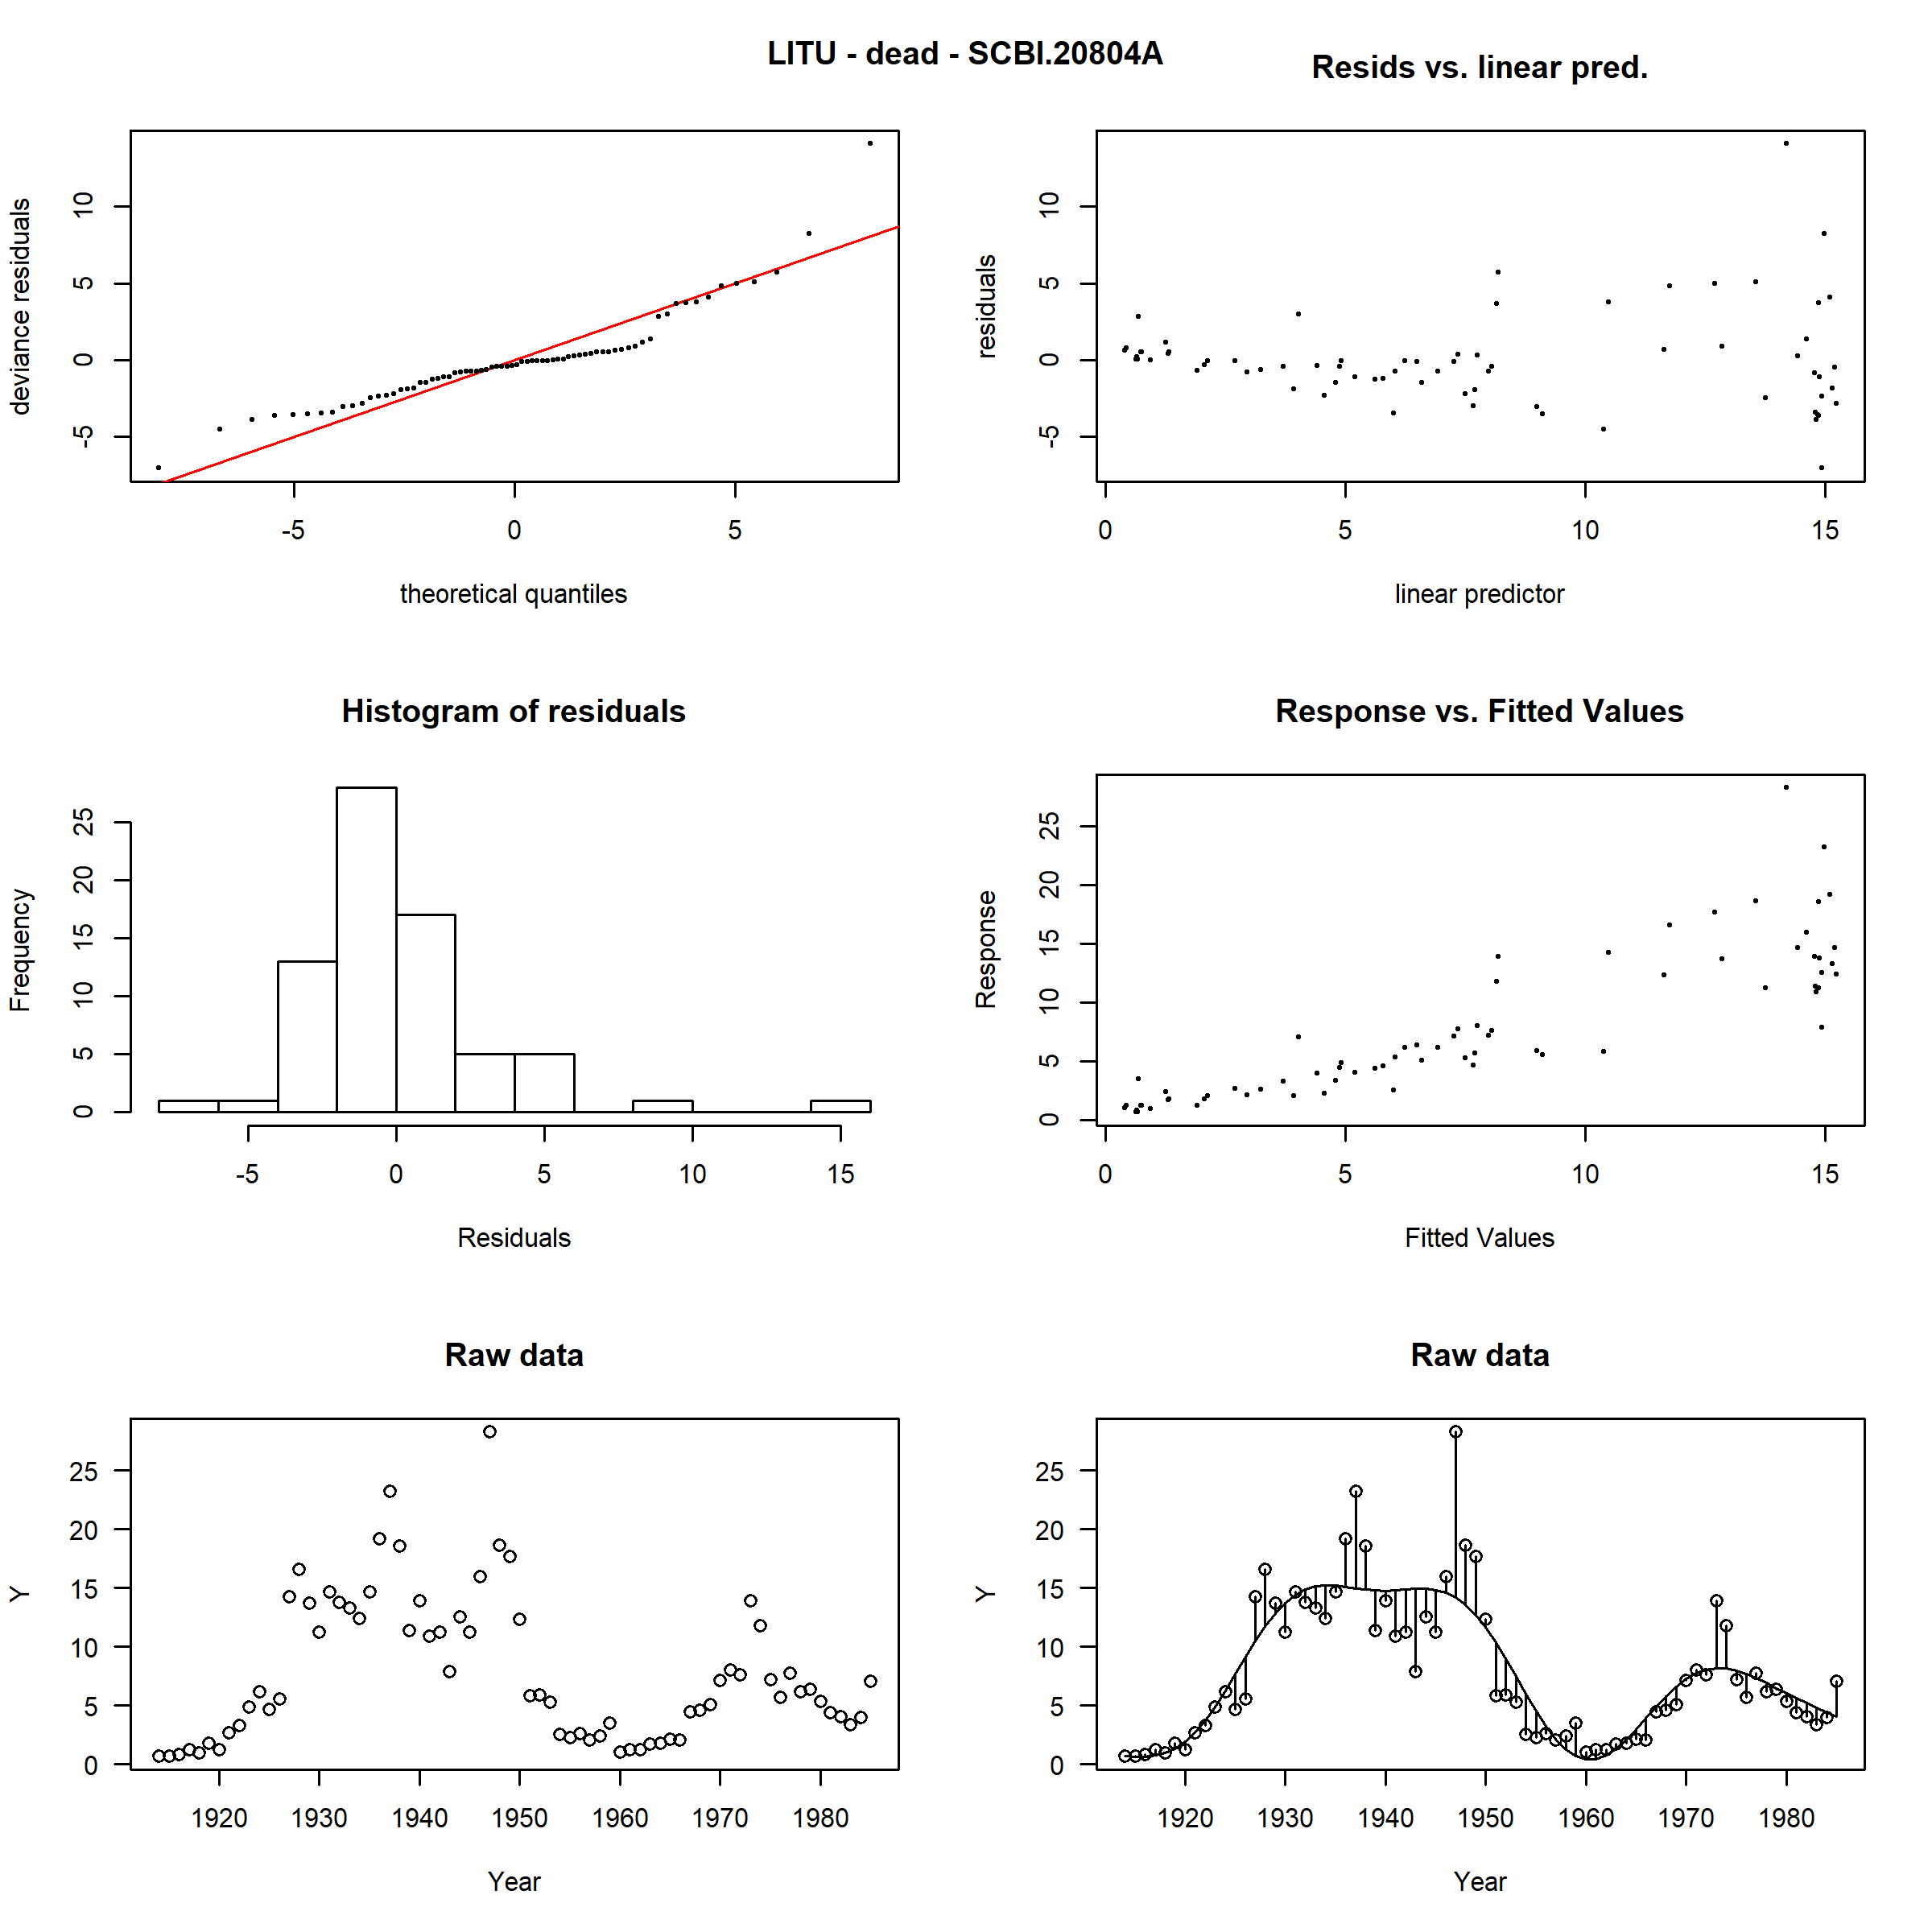 LITU - dead - SCBI.20804A
Resids vs. linear pred.
deviance residuals
-5 0 5 10
-5 0 5
theoretical quantiles
residuals
-5 0 5 10
0 5 10 15
linear predictor
Histogram of residuals
Frequency
0 5 10 15 20 25
-5 0 5 10 15
Residuals
Response vs. Fitted Values
Response
0 5 10 15 20 25
0 5 10 15
Fitted Values
Raw data
Y
0 5 10 15 20 25
1920 1930 1940 1950 1960 1970 1980
Year
Raw data
Y
0 5 10 15 20 25
1920 1930 1940 1950 1960 1970 1980
Year